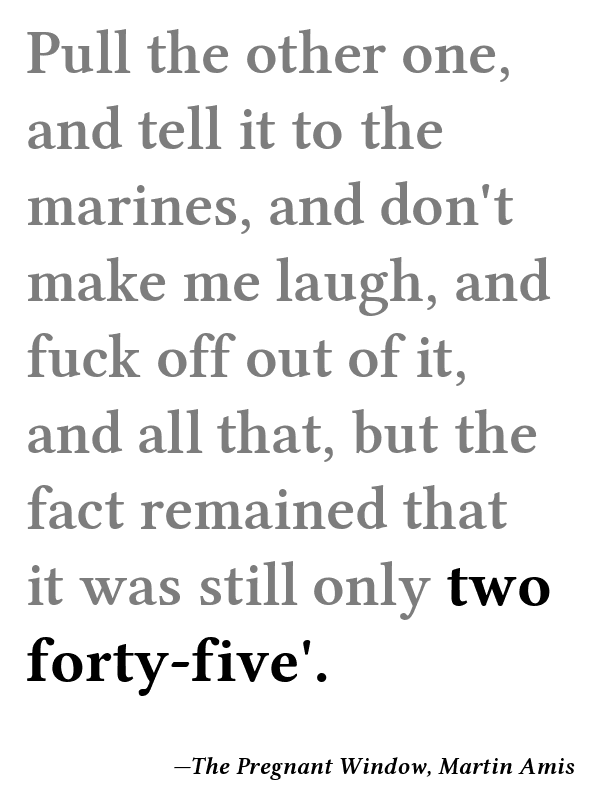 Pull the other one,
and tell it to the
marines, and don't
make me laugh, and
fuck off out of it,
and all that, but the
fact remained that
it was still only two
forty-five'.
—The Pregnant Window, Martin Amis